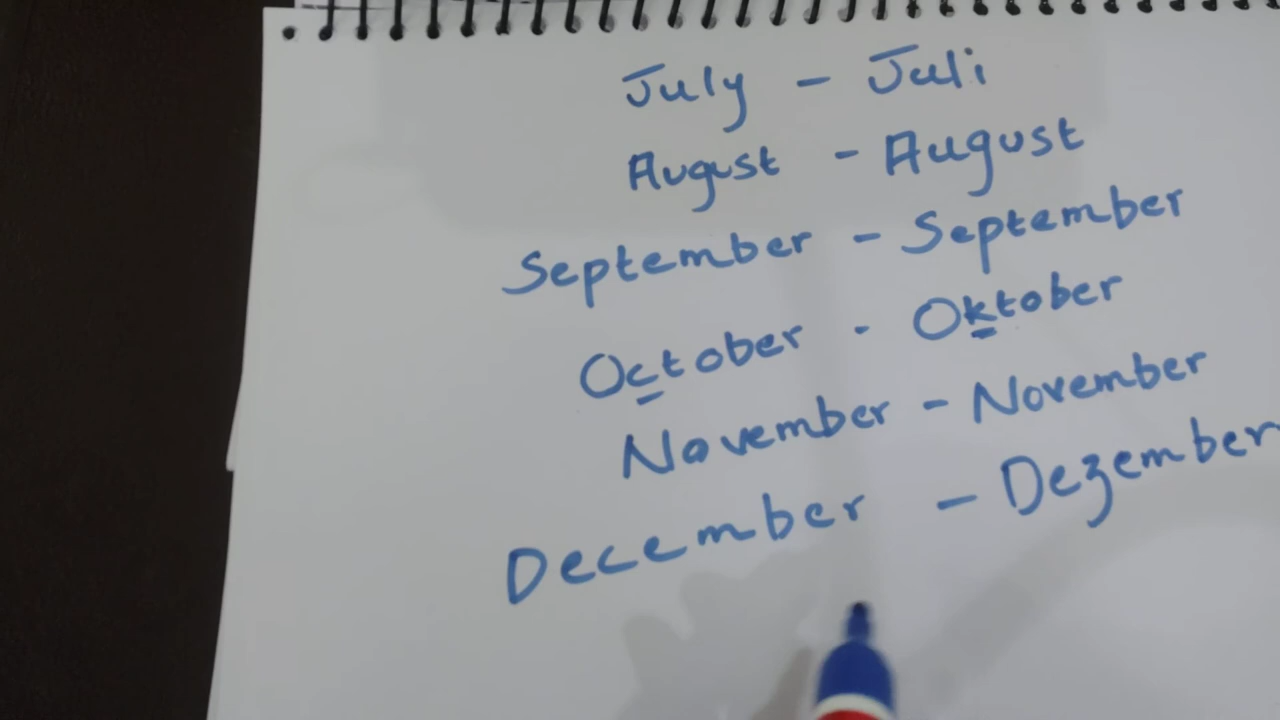 July - Juli
August - August
September - September
October - Oktober
November - November
December - Dezember